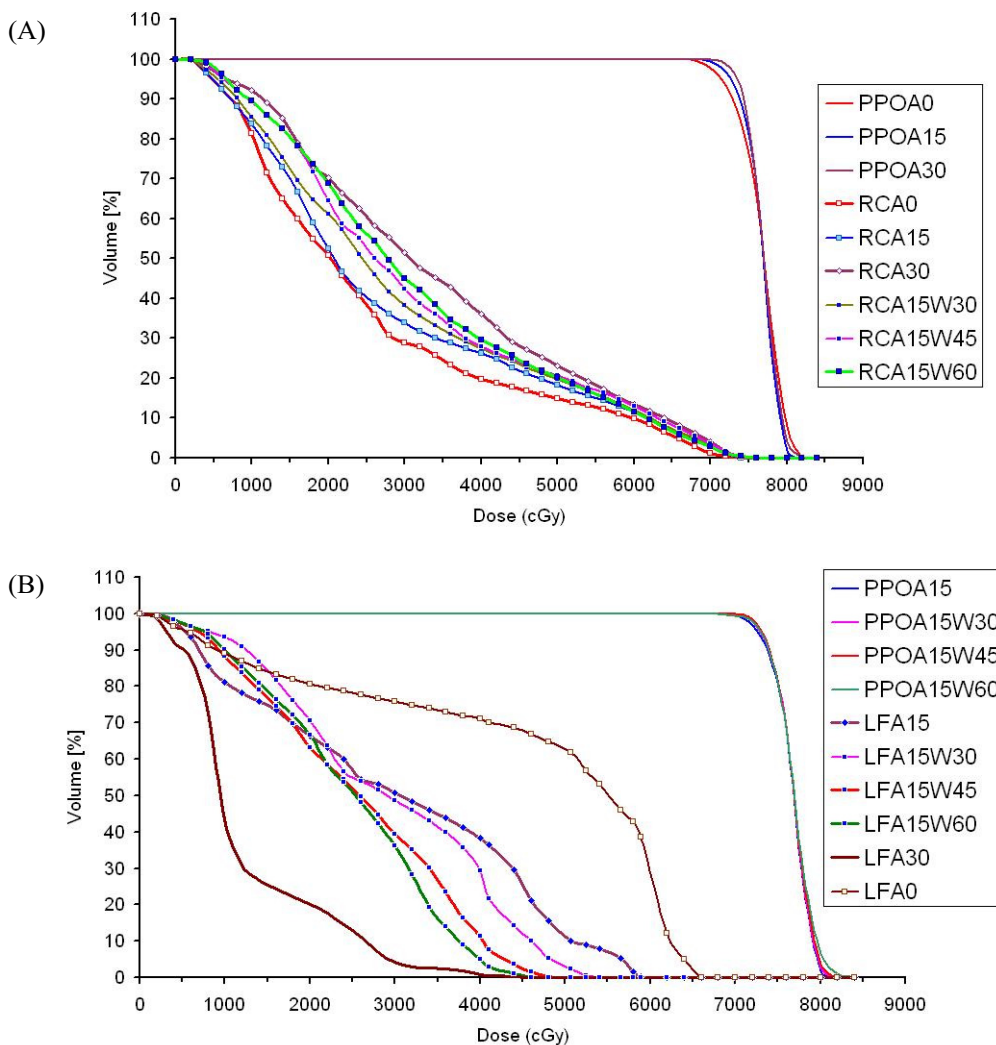 (A)
110
100
90
80
70
60
50
40
30
20
10
0
Volume [%]
0 1000 2000 3000 4000 5000 6000 7000 8000 9000
Dose (cGy)
PPOA0
PPOA15
PPOA30
RCA0
RCA15
RCA30
RCA15W30
RCA15W45
RCA15W60
(B)
110
100
90
80
70
60
50
40
30
20
10
0
Volume [%]
0 1000 2000 3000 4000 5000 6000 7000 8000 9000
Dose (cGy)
PPOA15
PPOA15W30
PPOA15W45
PPOA15W60
LFA15
LFA15W30
LFA15W45
LFA15W60
LFA30
LFA0